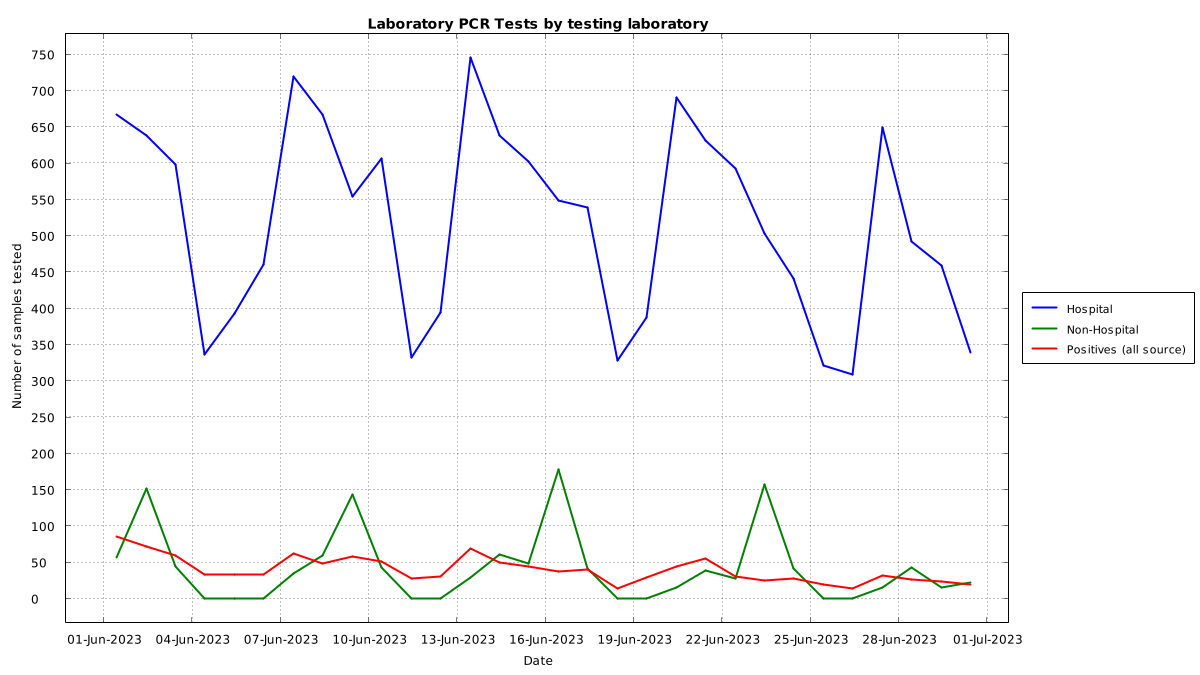 Laboratory PCR Tests by testing laboratory
750
700
650
600
550
500
450
400
350
300
250
200
150
100
50
0
Number of samples tested
01-Jun-2023 04-Jun-2023 07-Jun-2023 10-Jun-2023 13-Jun-2023 16-Jun-2023 19-Jun-2023 22-Jun-2023 25-Jun-2023 28-Jun-2023 01-Jul-2023
Date
Hospital
Non-Hospital
Positives (all source)